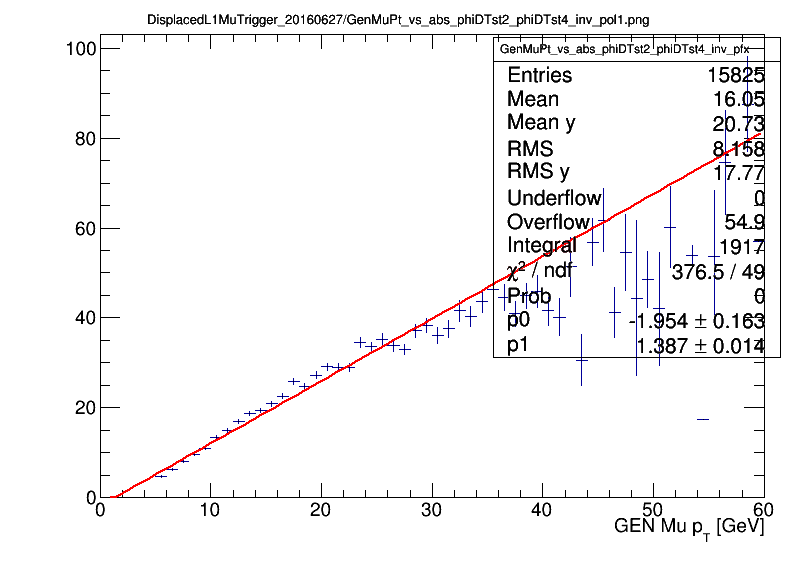 DisplacedL1MuTrigger_20160627/GenMuPt_vs_abs_phiDTst2_phiDTst4_inv_pol1.png
GenMuPt_vs_abs_phiDTst2_phiDTst4_inv_pfx
Entries 15825
Mean 16.05
Mean y 20.73
RMS 8.158
RMS y 17.77
Underflow 0
Overflow 54.9
Integral 1917
χ² / ndf 376.5 / 49
Prob 0
p0 -1.954 ± 0.163
p1 1.387 ± 0.014
100
80
60
40
20
0
0 10 20 30 40 50 60
GEN Mu p_T [GeV]